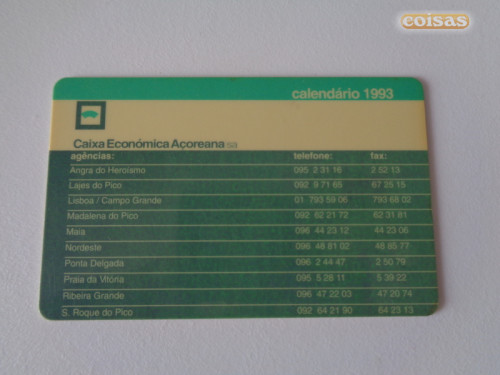 coisas
calendário 1993
Caixa Económica Açoreana sa
agências: telefone: fax:
Angra do Heroísmo 095 2 31 16 2 52 13
Lajes do Pico 092 9 71 65 67 25 15
Lisboa / Campo Grande 01 793 59 06 793 68 02
Madalena do Pico 092 62 21 72 62 31 81
Maia 096 44 23 12 44 23 06
Nordeste 096 48 81 02 48 85 77
Ponta Delgada 096 2 44 47 2 50 79
Praia da Vitória 095 5 28 11 5 39 22
Ribeira Grande 096 47 22 03 47 20 74
S. Roque do Pico 092 64 21 90 64 23 13